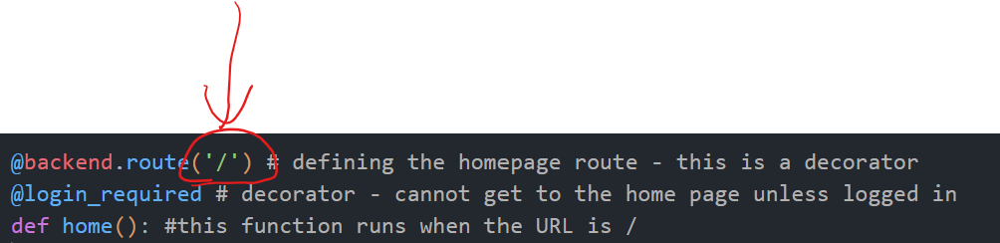 @backend.route('/') # defining the homepage route - this is a decorator
@login_required # decorator - cannot get to the home page unless logged in
def home(): #this function runs when the URL is /